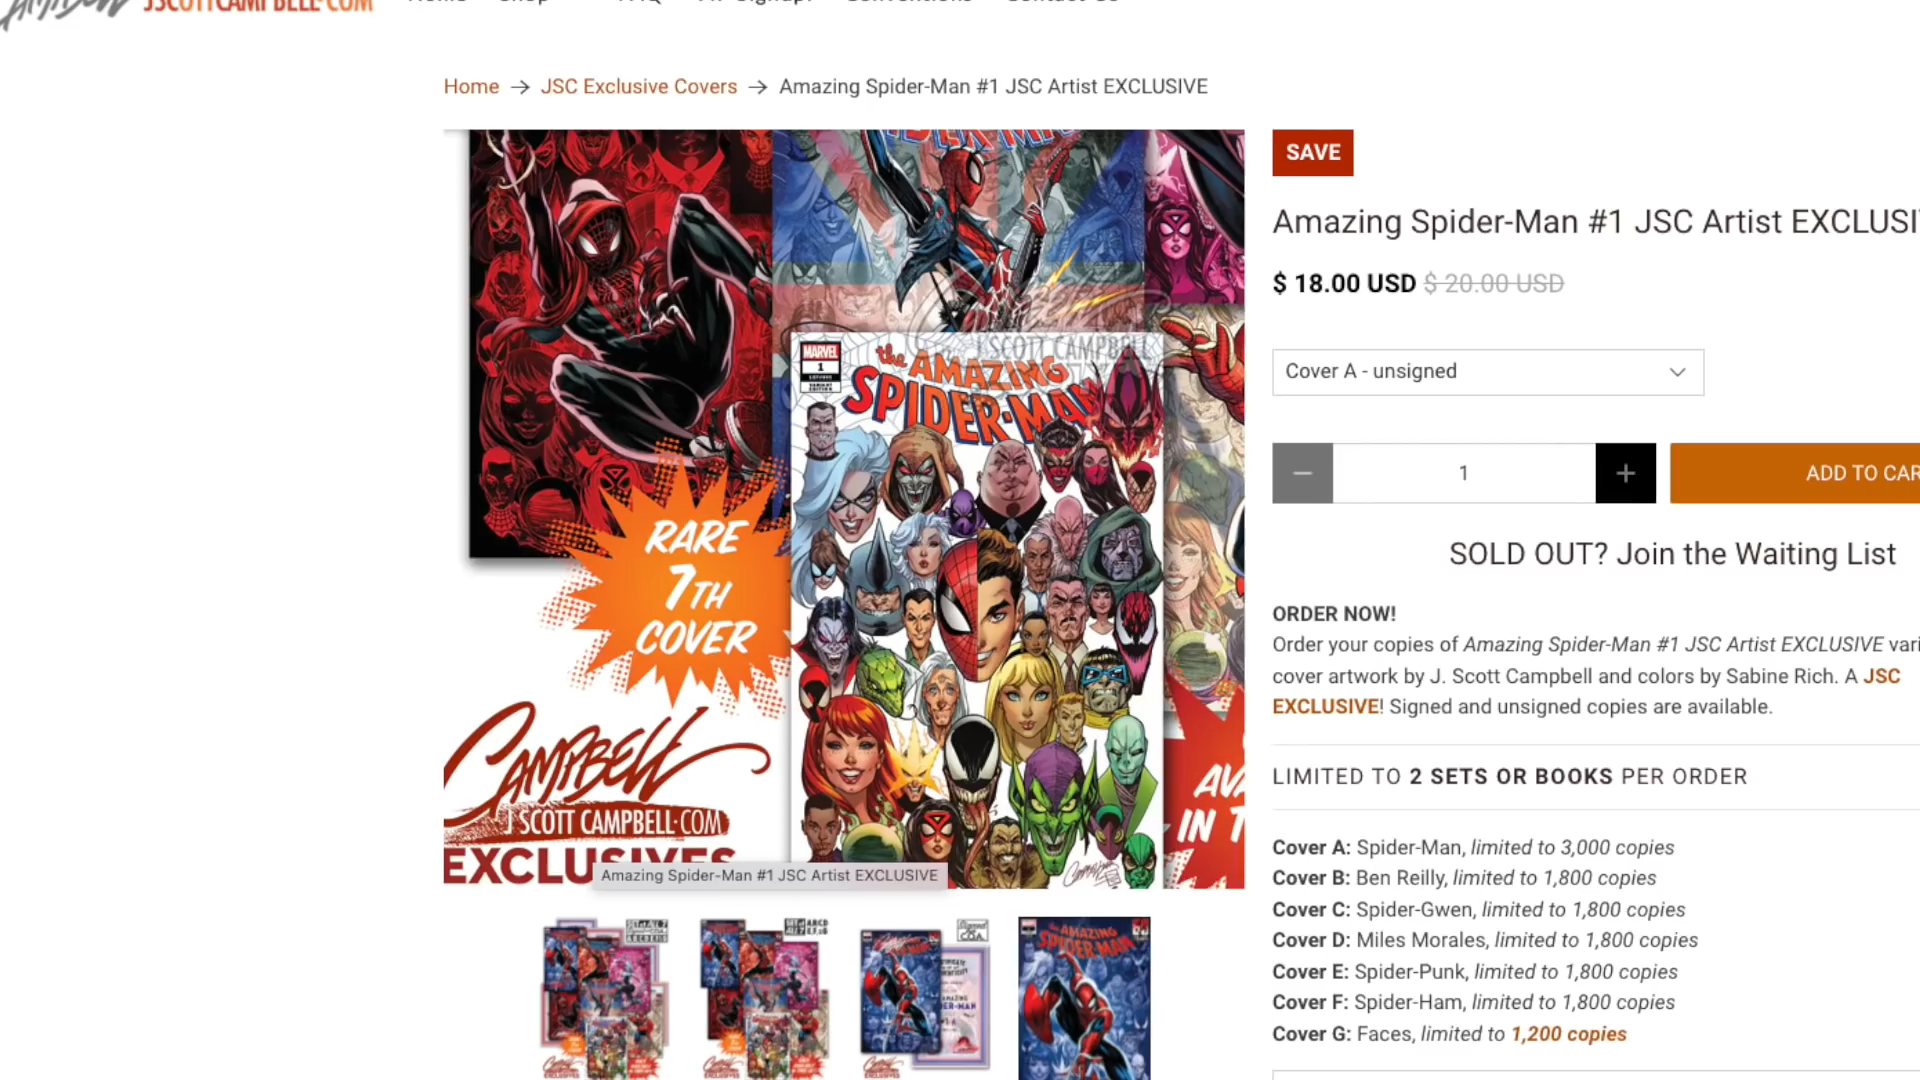 JSCOTTCAMPBELL.COM
Home → JSC Exclusive Covers → Amazing Spider-Man #1 JSC Artist EXCLUSIVE
SAVE
Amazing Spider-Man #1 JSC Artist EXCLUSI
$ 18.00 USD $ 20.00 USD
Cover A - unsigned
1
ADD TO CAR
SOLD OUT? Join the Waiting List
ORDER NOW!
Order your copies of Amazing Spider-Man #1 JSC Artist EXCLUSIVE vari
cover artwork by J. Scott Campbell and colors by Sabine Rich. A JSC
EXCLUSIVE! Signed and unsigned copies are available.
LIMITED TO 2 SETS OR BOOKS PER ORDER
Cover A: Spider-Man, limited to 3,000 copies
Cover B: Ben Reilly, limited to 1,800 copies
Cover C: Spider-Gwen, limited to 1,800 copies
Cover D: Miles Morales, limited to 1,800 copies
Cover E: Spider-Punk, limited to 1,800 copies
Cover F: Spider-Ham, limited to 1,800 copies
Cover G: Faces, limited to 1,200 copies
J SCOTT CAMPBELL
MARVEL
1
the AMAZING
SPIDER-MAN
RARE
7TH
COVER
CAMPBELL
J SCOTT CAMPBELL.COM
EXCLUSIVES
AVA
IN T
Amazing Spider-Man #1 JSC Artist EXCLUSIVE